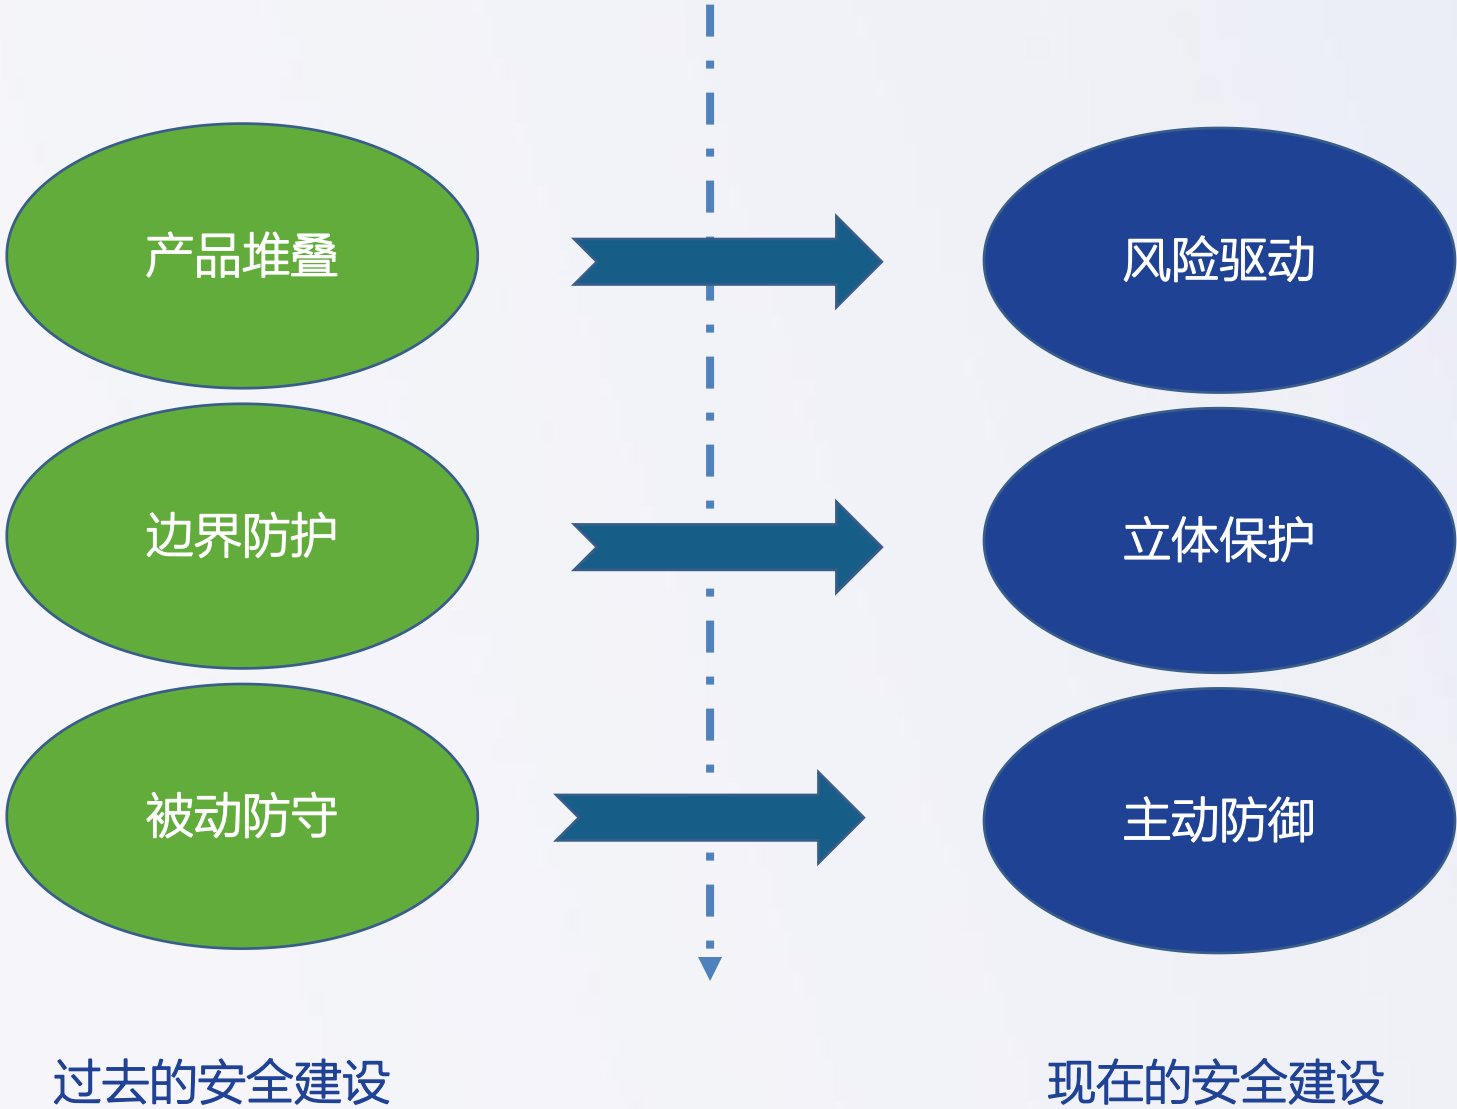 产品堆叠
风险驱动
边界防护
立体保护
被动防守
主动防御
过去的安全建设
现在的安全建设